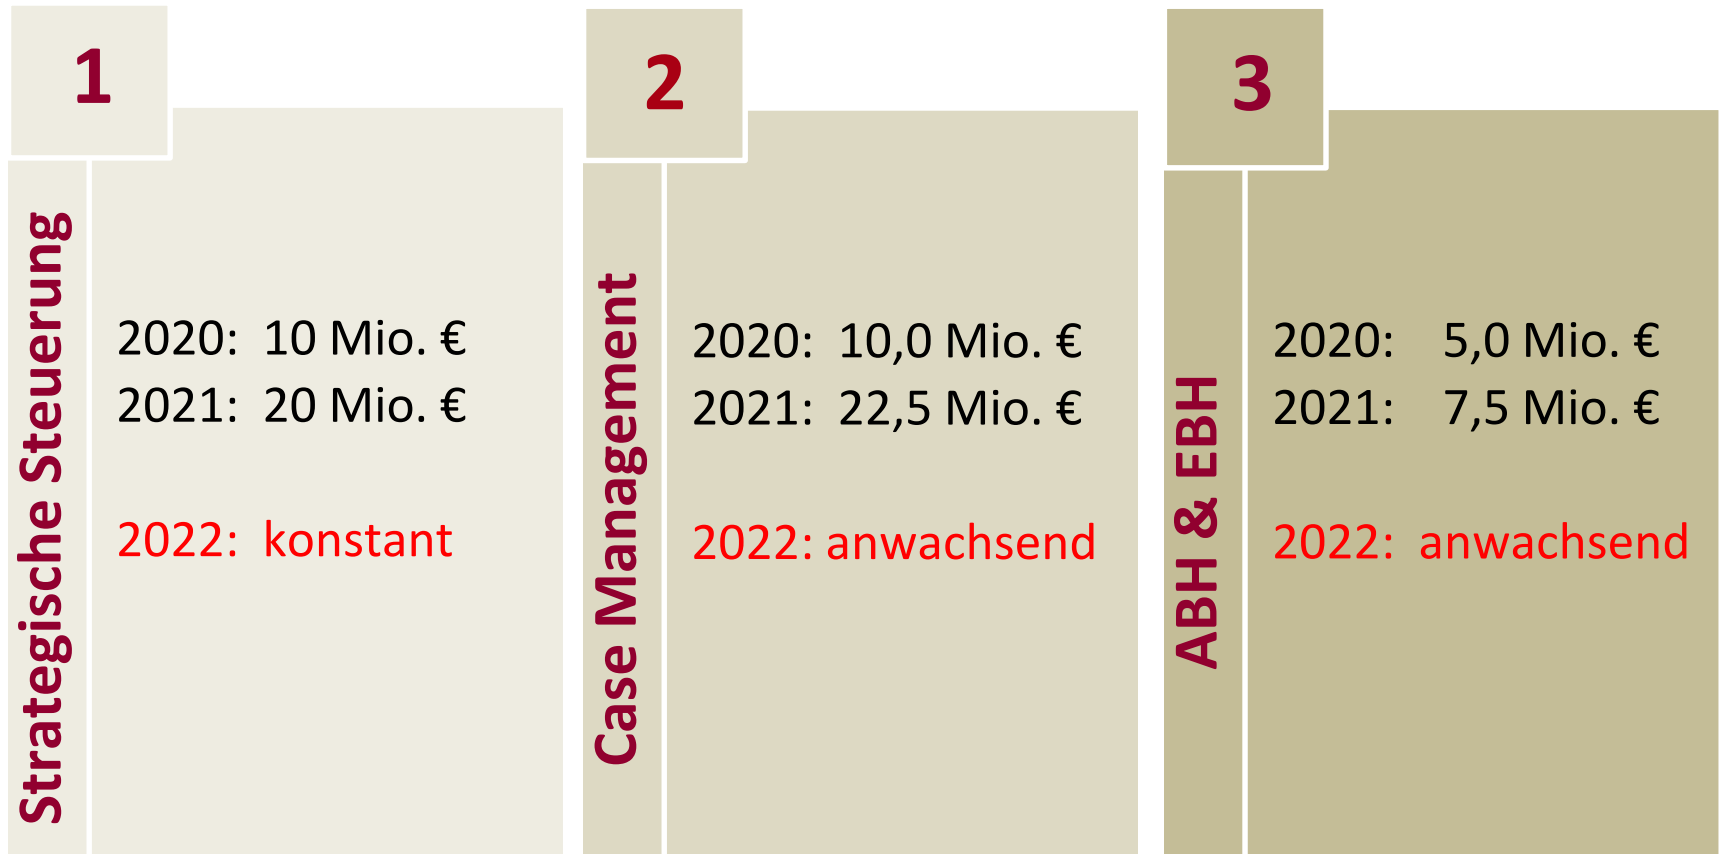 1
Strategische Steuerung
2020: 10 Mio. €
2021: 20 Mio. €
2022: konstant
2
Case Management
2020: 10,0 Mio. €
2021: 22,5 Mio. €
2022: anwachsend
3
ABH & EBH
2020: 5,0 Mio. €
2021: 7,5 Mio. €
2022: anwachsend